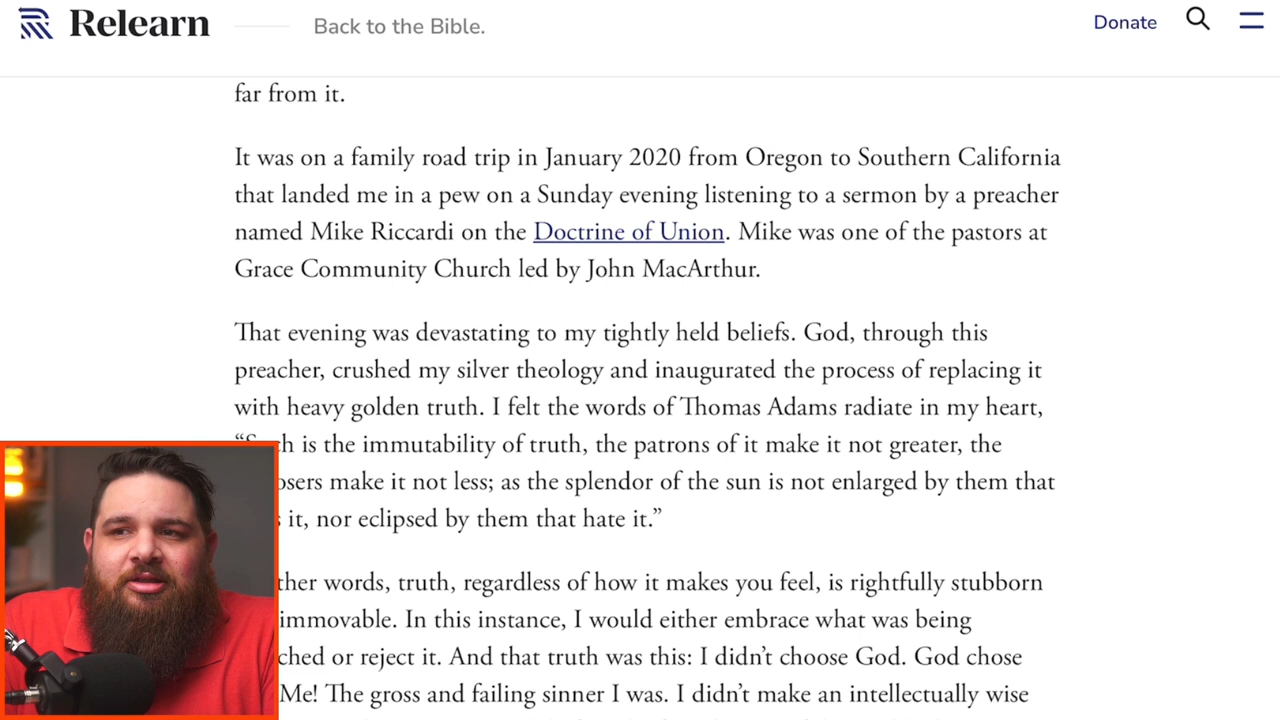 Relearn
Back to the Bible.
Donate
far from it.
It was on a family road trip in January 2020 from Oregon to Southern California
that landed me in a pew on a Sunday evening listening to a sermon by a preacher
named Mike Riccardi on the Doctrine of Union. Mike was one of the pastors at
Grace Community Church led by John MacArthur.
That evening was devastating to my tightly held beliefs. God, through this
preacher, crushed my silver theology and inaugurated the process of replacing it
with heavy golden truth. I felt the words of Thomas Adams radiate in my heart,
is the immutability of truth, the patrons of it make it not greater, the
make it not less; as the splendor of the sun is not enlarged by them that
it, nor eclipsed by them that hate it.”
words, truth, regardless of how it makes you feel, is rightfully stubborn
immovable. In this instance, I would either embrace what was being
or reject it. And that truth was this: I didn’t choose God. God chose
Me! The gross and failing sinner I was. I didn’t make an intellectually wise